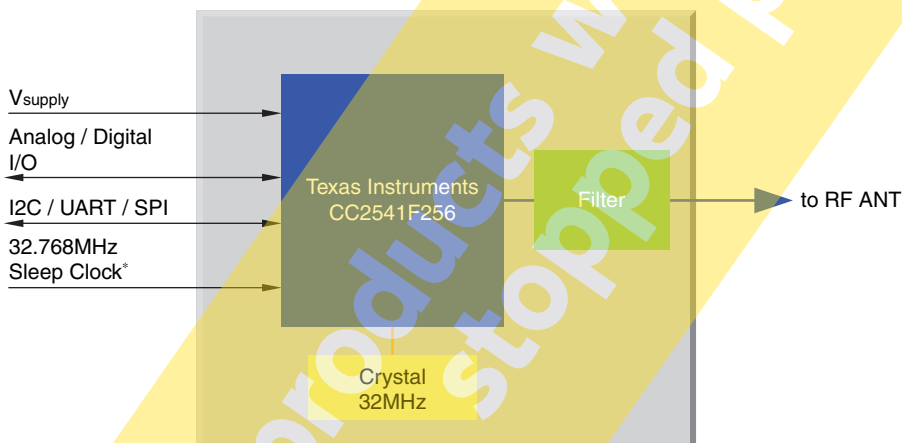 Vsupply
Analog / Digital
I/O
I2C / UART / SPI
32.768MHz
Sleep Clock*
Texas Instruments
CC2541F256
Filter
to RF ANT
Crystal
32MHz
products
stopped